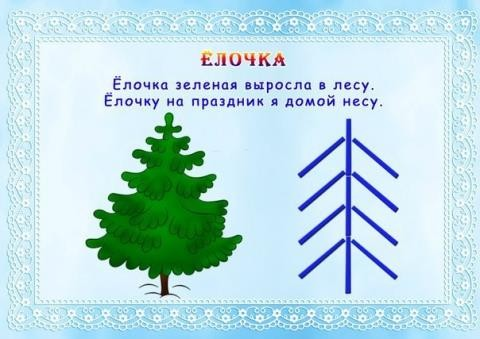 ЁЛОЧКА
Ёлочка зеленая выросла в лесу.
Ёлочку на праздник я домой несу.